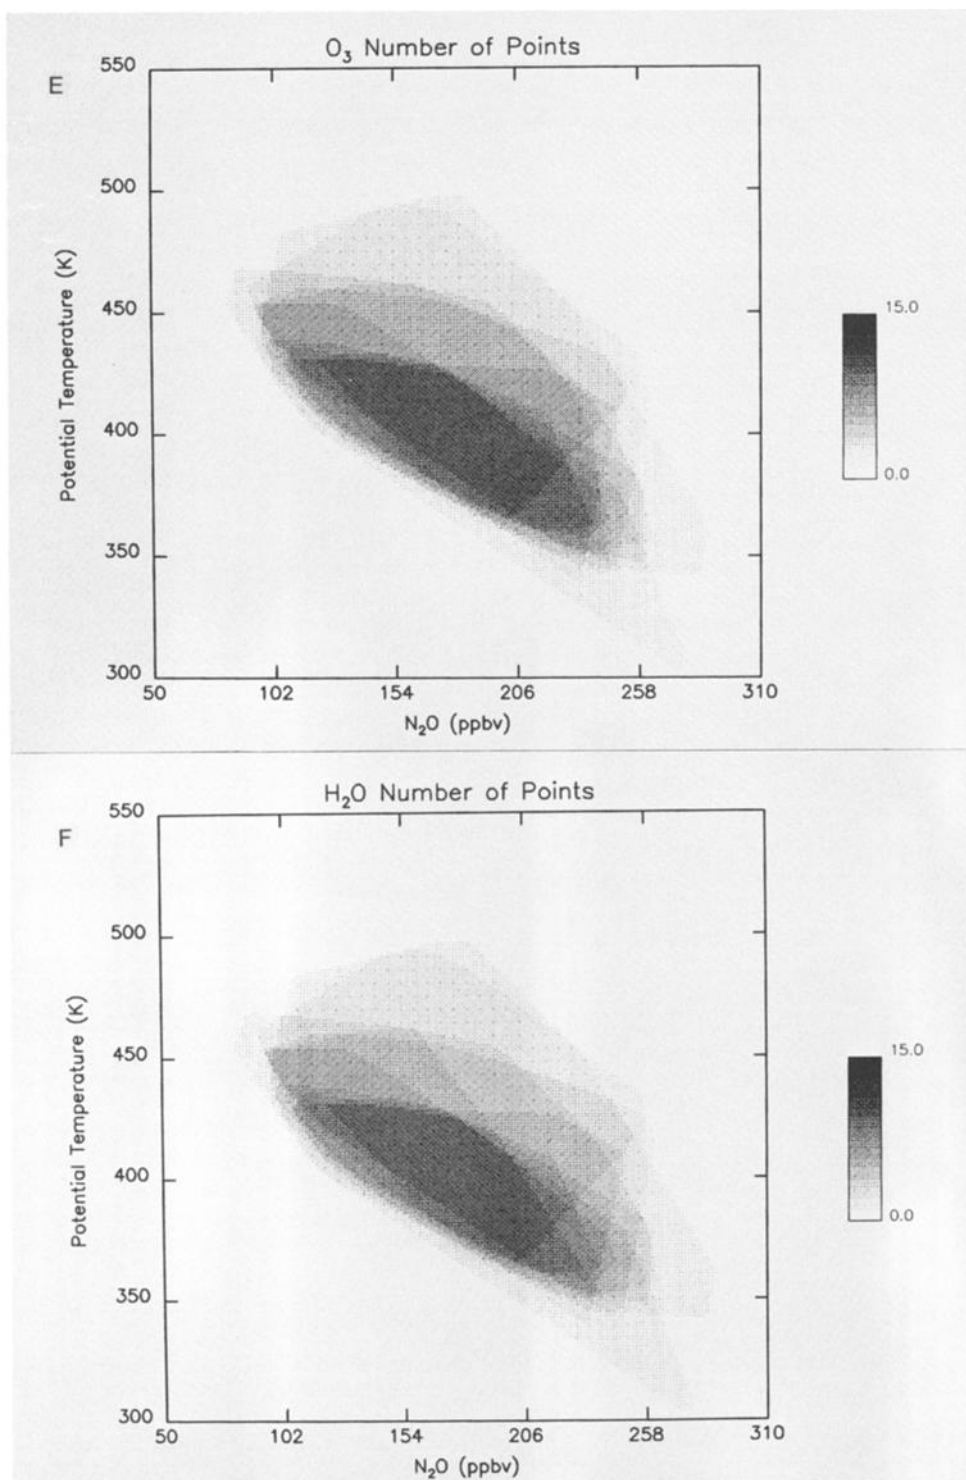 O₃ Number of Points
E
550
500
450
400
350
300
Potential Temperature (K)
50 102 154 206 258 310
N₂O (ppbv)
15.0
0.0
H₂O Number of Points
F
550
500
450
400
350
300
Potential Temperature (K)
50 102 154 206 258 310
N₂O (ppbv)
15.0
0.0